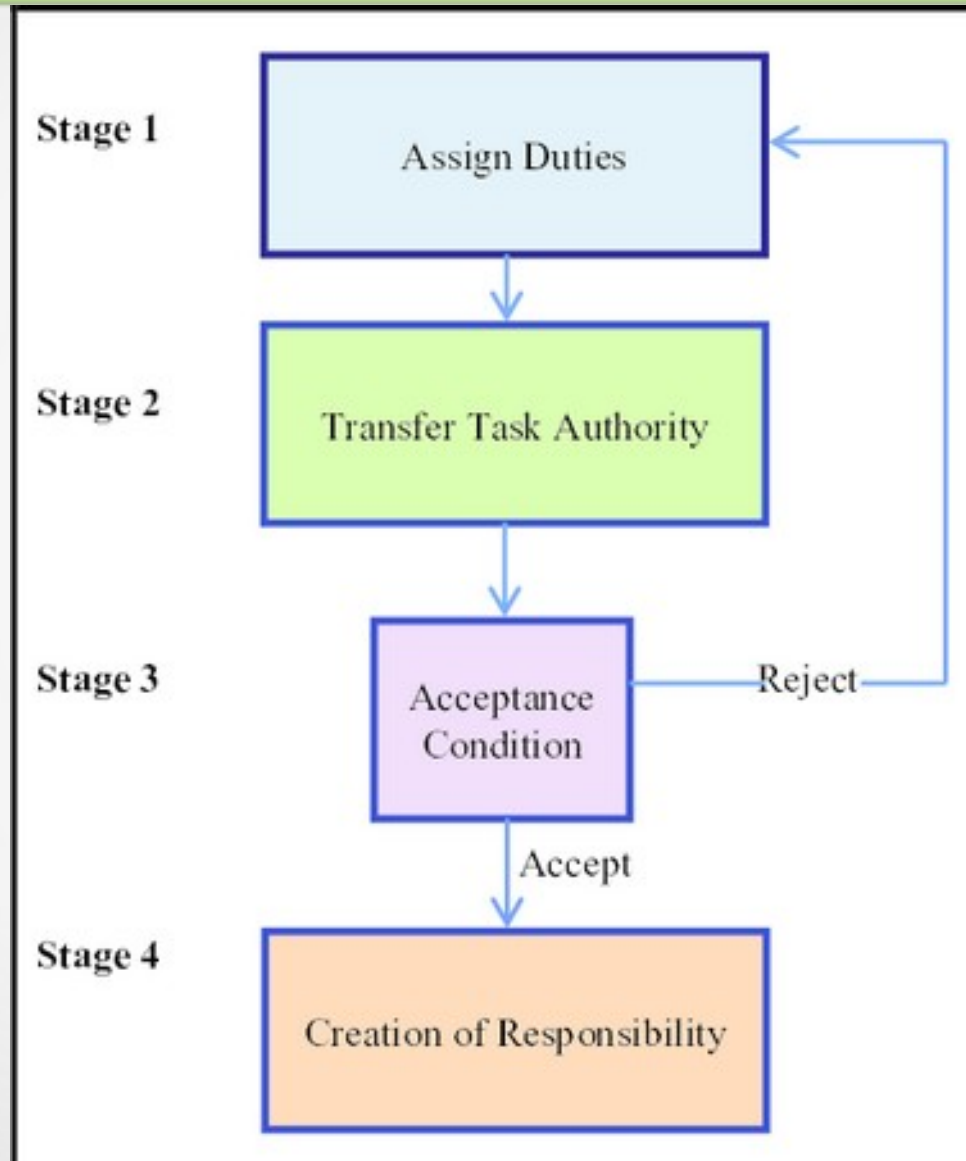 Stage 1
Assign Duties
Stage 2
Transfer Task Authority
Stage 3
Acceptance
Condition
Reject
Accept
Stage 4
Creation of Responsibility